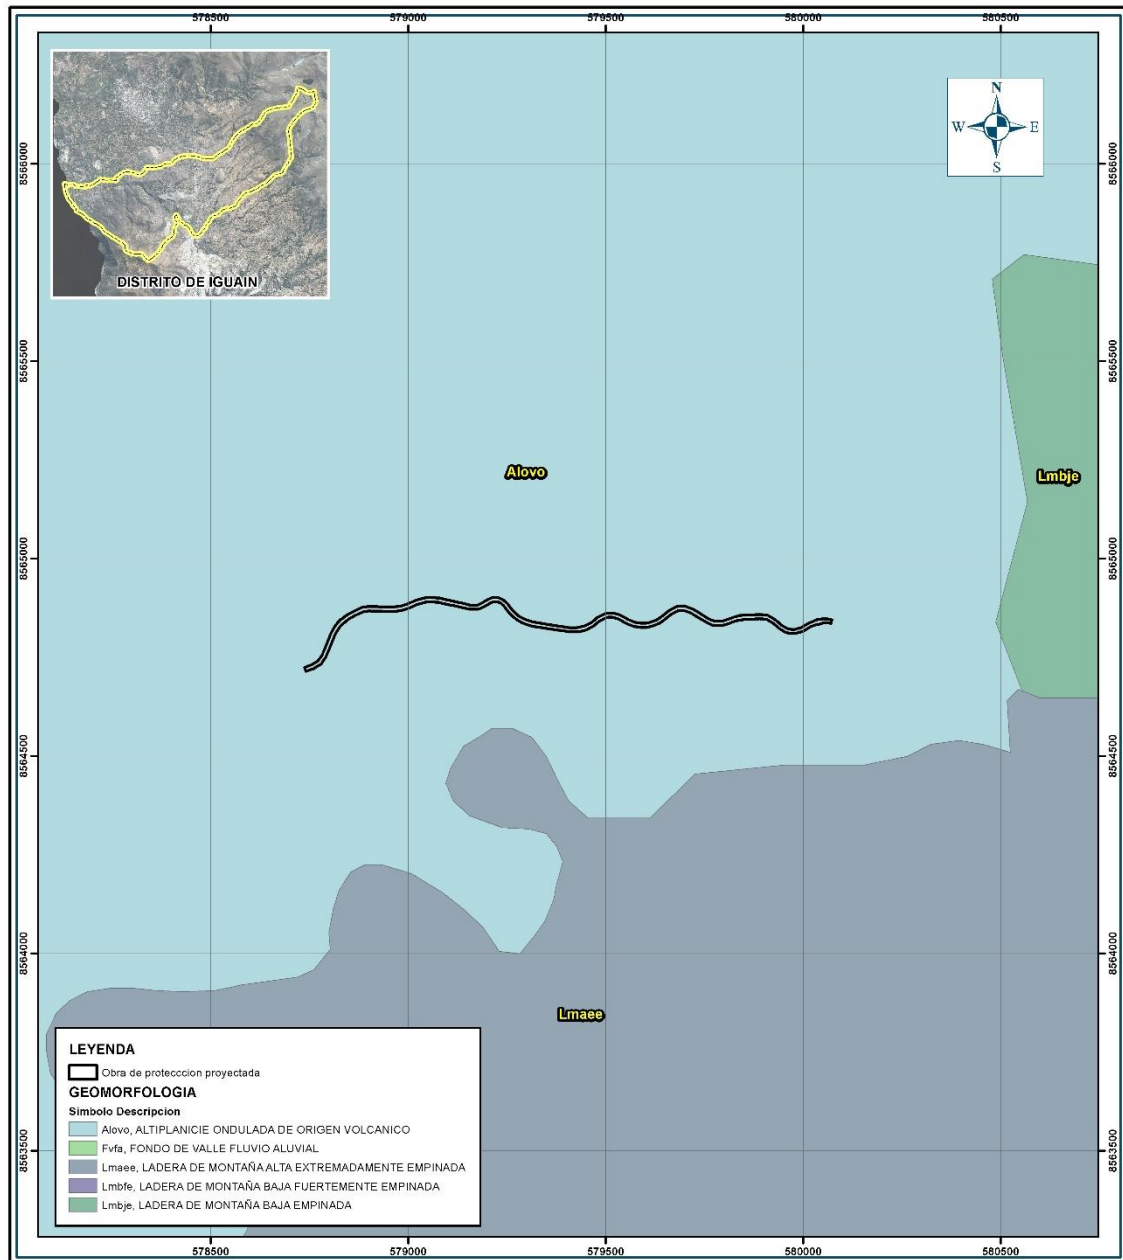 578500 579000 579500 580000 580500
N
W E
S
DISTRITO DE IGUAIN
8566000 8566000
8565500 8565500
Alovo
Lmbje
8565000 8565000
8564500 8564500
8564000 8564000
Lmaee
LEYENDA
Obra de protecccion proyectada
GEOMORFOLOGIA
Simbolo Descripcion
Alovo, ALTIPLANICIE ONDULADA DE ORIGEN VOLCANICO
Fvfa, FONDO DE VALLE FLUVIO ALUVIAL
Lmaee, LADERA DE MONTAÑA ALTA EXTREMADAMENTE EMPINADA
Lmbfe, LADERA DE MONTAÑA BAJA FUERTEMENTE EMPINADA
Lmbje, LADERA DE MONTAÑA BAJA EMPINADA
8563500 8563500
578500 579000 579500 580000 580500